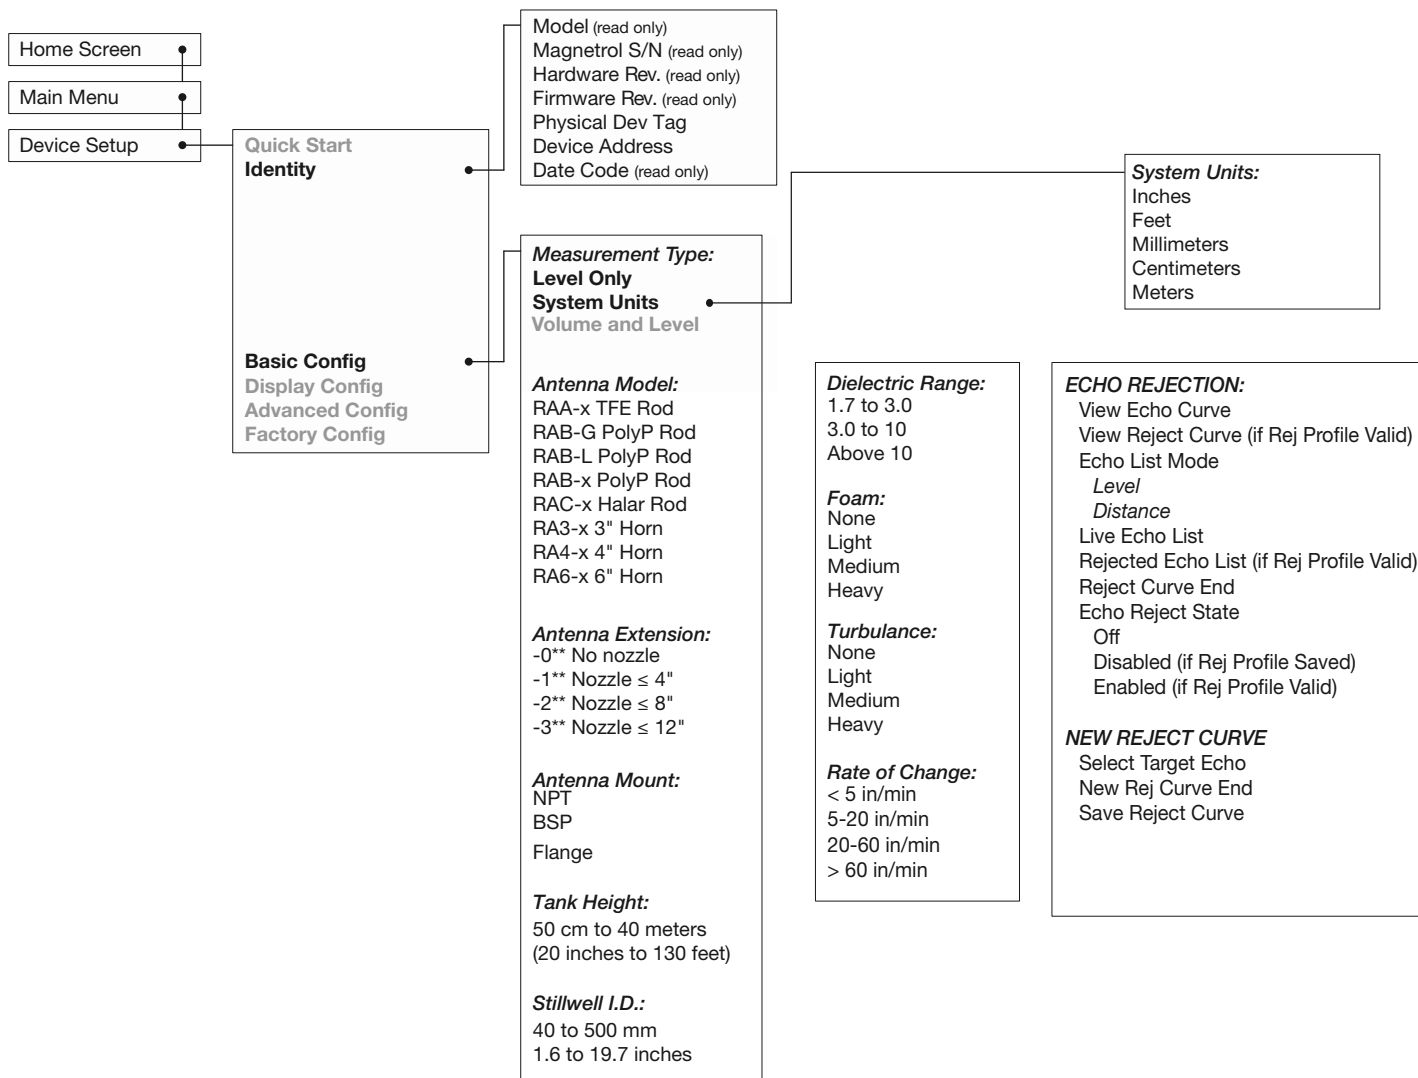 Home Screen
Main Menu
Device Setup
Quick Start
Identity
Basic Config
Display Config
Advanced Config
Factory Config
Model (read only)
Magnetrol S/N (read only)
Hardware Rev. (read only)
Firmware Rev. (read only)
Physical Dev Tag
Device Address
Date Code (read only)
Measurement Type:
Level Only
System Units
Volume and Level
Antenna Model:
RAA-x TFE Rod
RAB-G PolyP Rod
RAB-L PolyP Rod
RAB-x PolyP Rod
RAC-x Halar Rod
RA3-x 3" Horn
RA4-x 4" Horn
RA6-x 6" Horn
Antenna Extension:
-0** No nozzle
-1** Nozzle ≤ 4"
-2** Nozzle ≤ 8"
-3** Nozzle ≤ 12"
Antenna Mount:
NPT
BSP
Flange
Tank Height:
50 cm to 40 meters
(20 inches to 130 feet)
Stillwell I.D.:
40 to 500 mm
1.6 to 19.7 inches
System Units:
Inches
Feet
Millimeters
Centimeters
Meters
Dielectric Range:
1.7 to 3.0
3.0 to 10
Above 10
Foam:
None
Light
Medium
Heavy
Turbulance:
None
Light
Medium
Heavy
Rate of Change:
< 5 in/min
5-20 in/min
20-60 in/min
> 60 in/min
ECHO REJECTION:
View Echo Curve
View Reject Curve (if Rej Profile Valid)
Echo List Mode
Level
Distance
Live Echo List
Rejected Echo List (if Rej Profile Valid)
Reject Curve End
Echo Reject State
Off
Disabled (if Rej Profile Saved)
Enabled (if Rej Profile Valid)
NEW REJECT CURVE
Select Target Echo
New Rej Curve End
Save Reject Curve